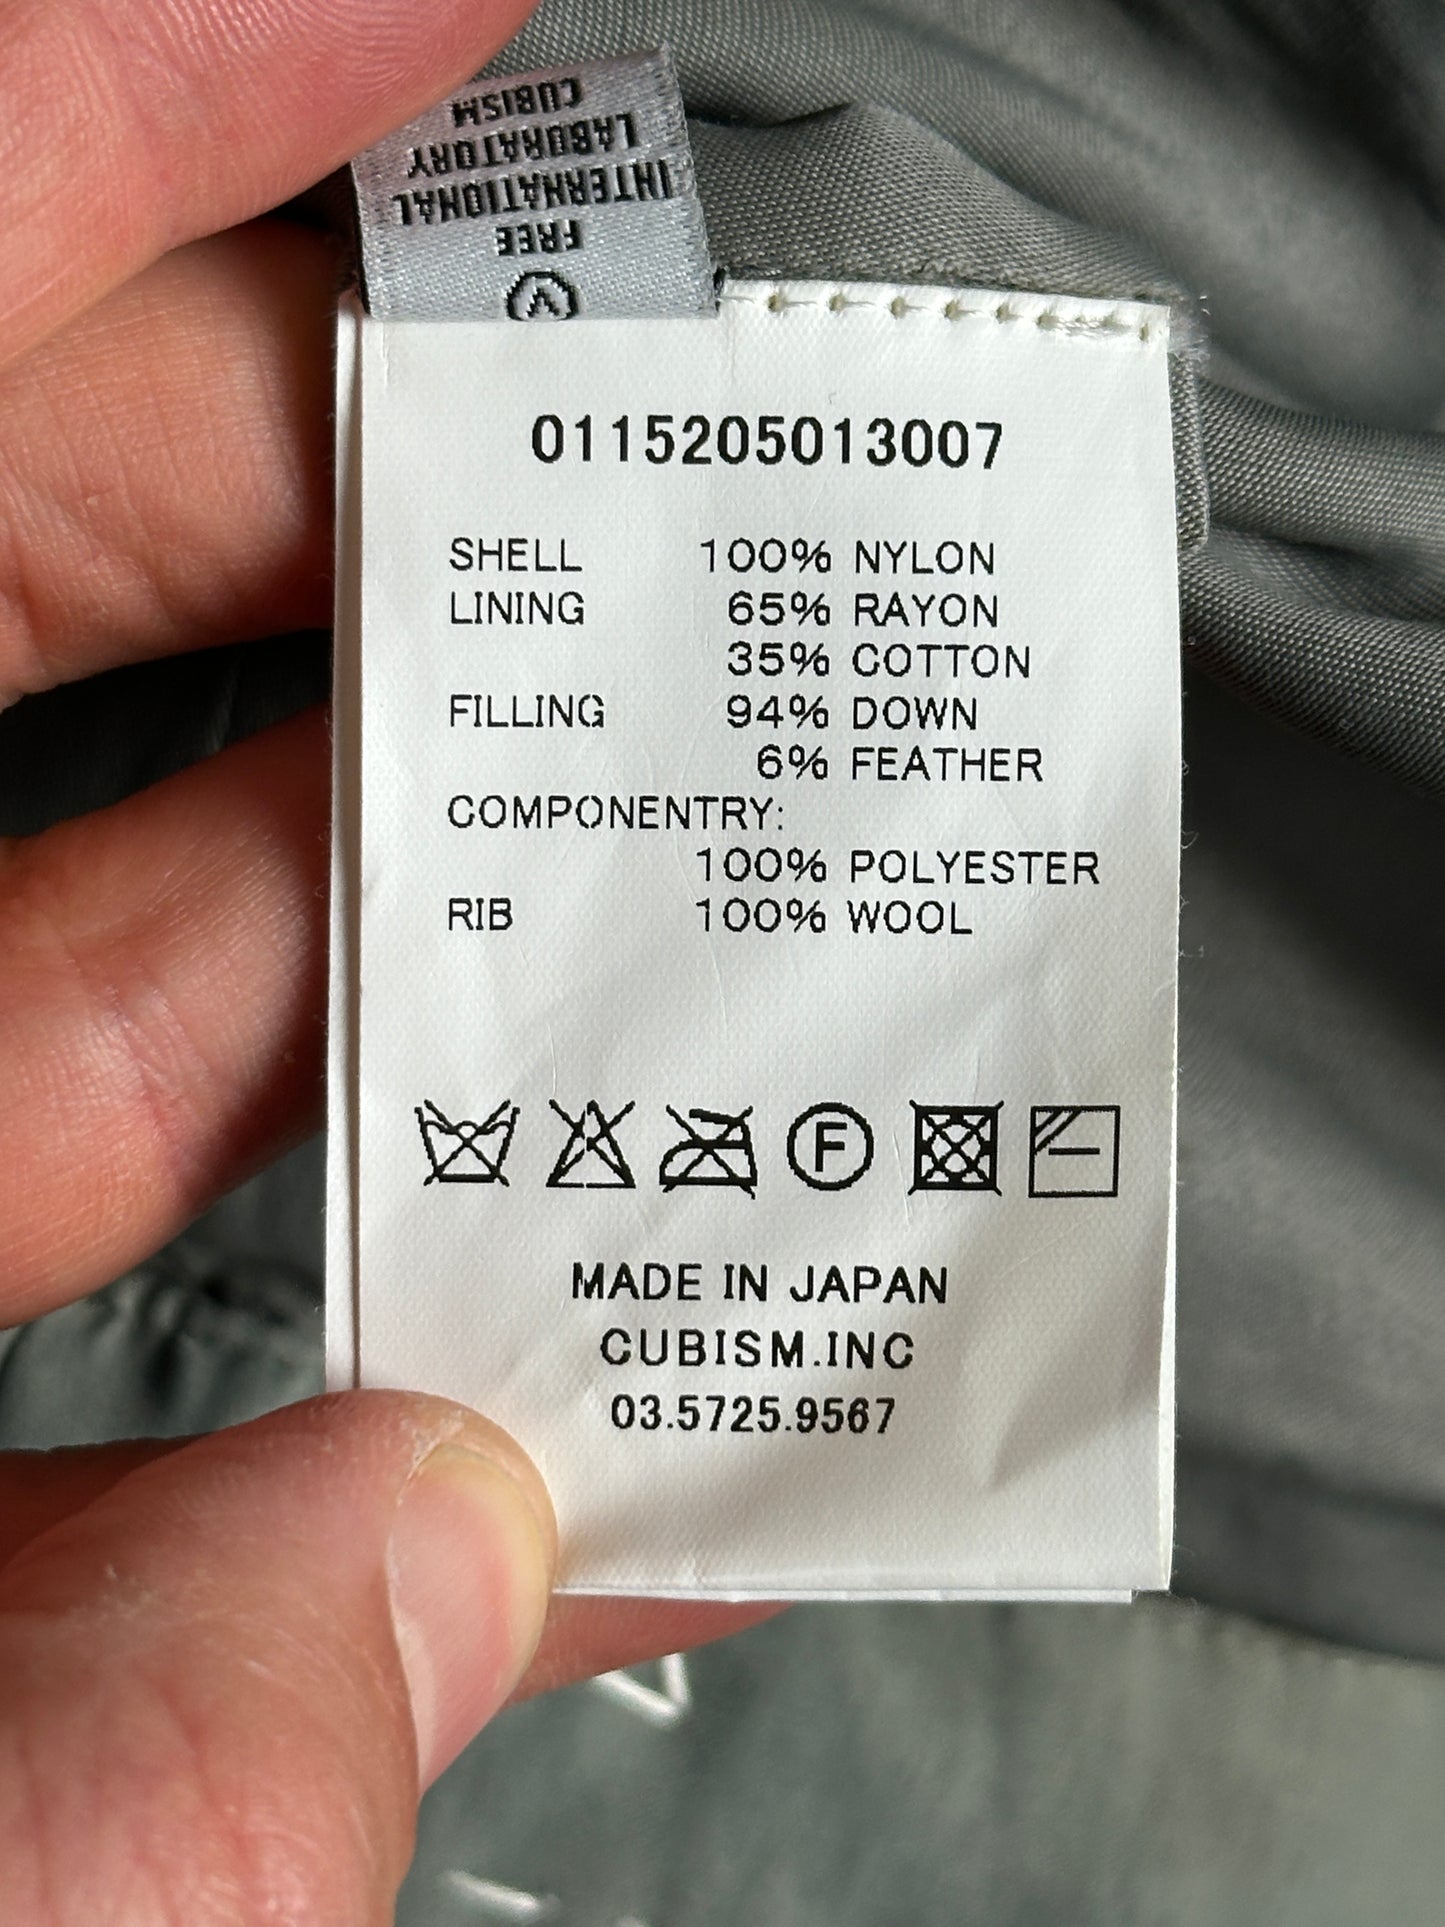 CUBISM
LABORATORY
INTERNATIONAL
FREE
0115205013007
SHELL 100% NYLON
LINING 65% RAYON
35% COTTON
FILLING 94% DOWN
6% FEATHER
COMPONENTRY:
100% POLYESTER
RIB 100% WOOL
F
MADE IN JAPAN
CUBISM.INC
03.5725.9567